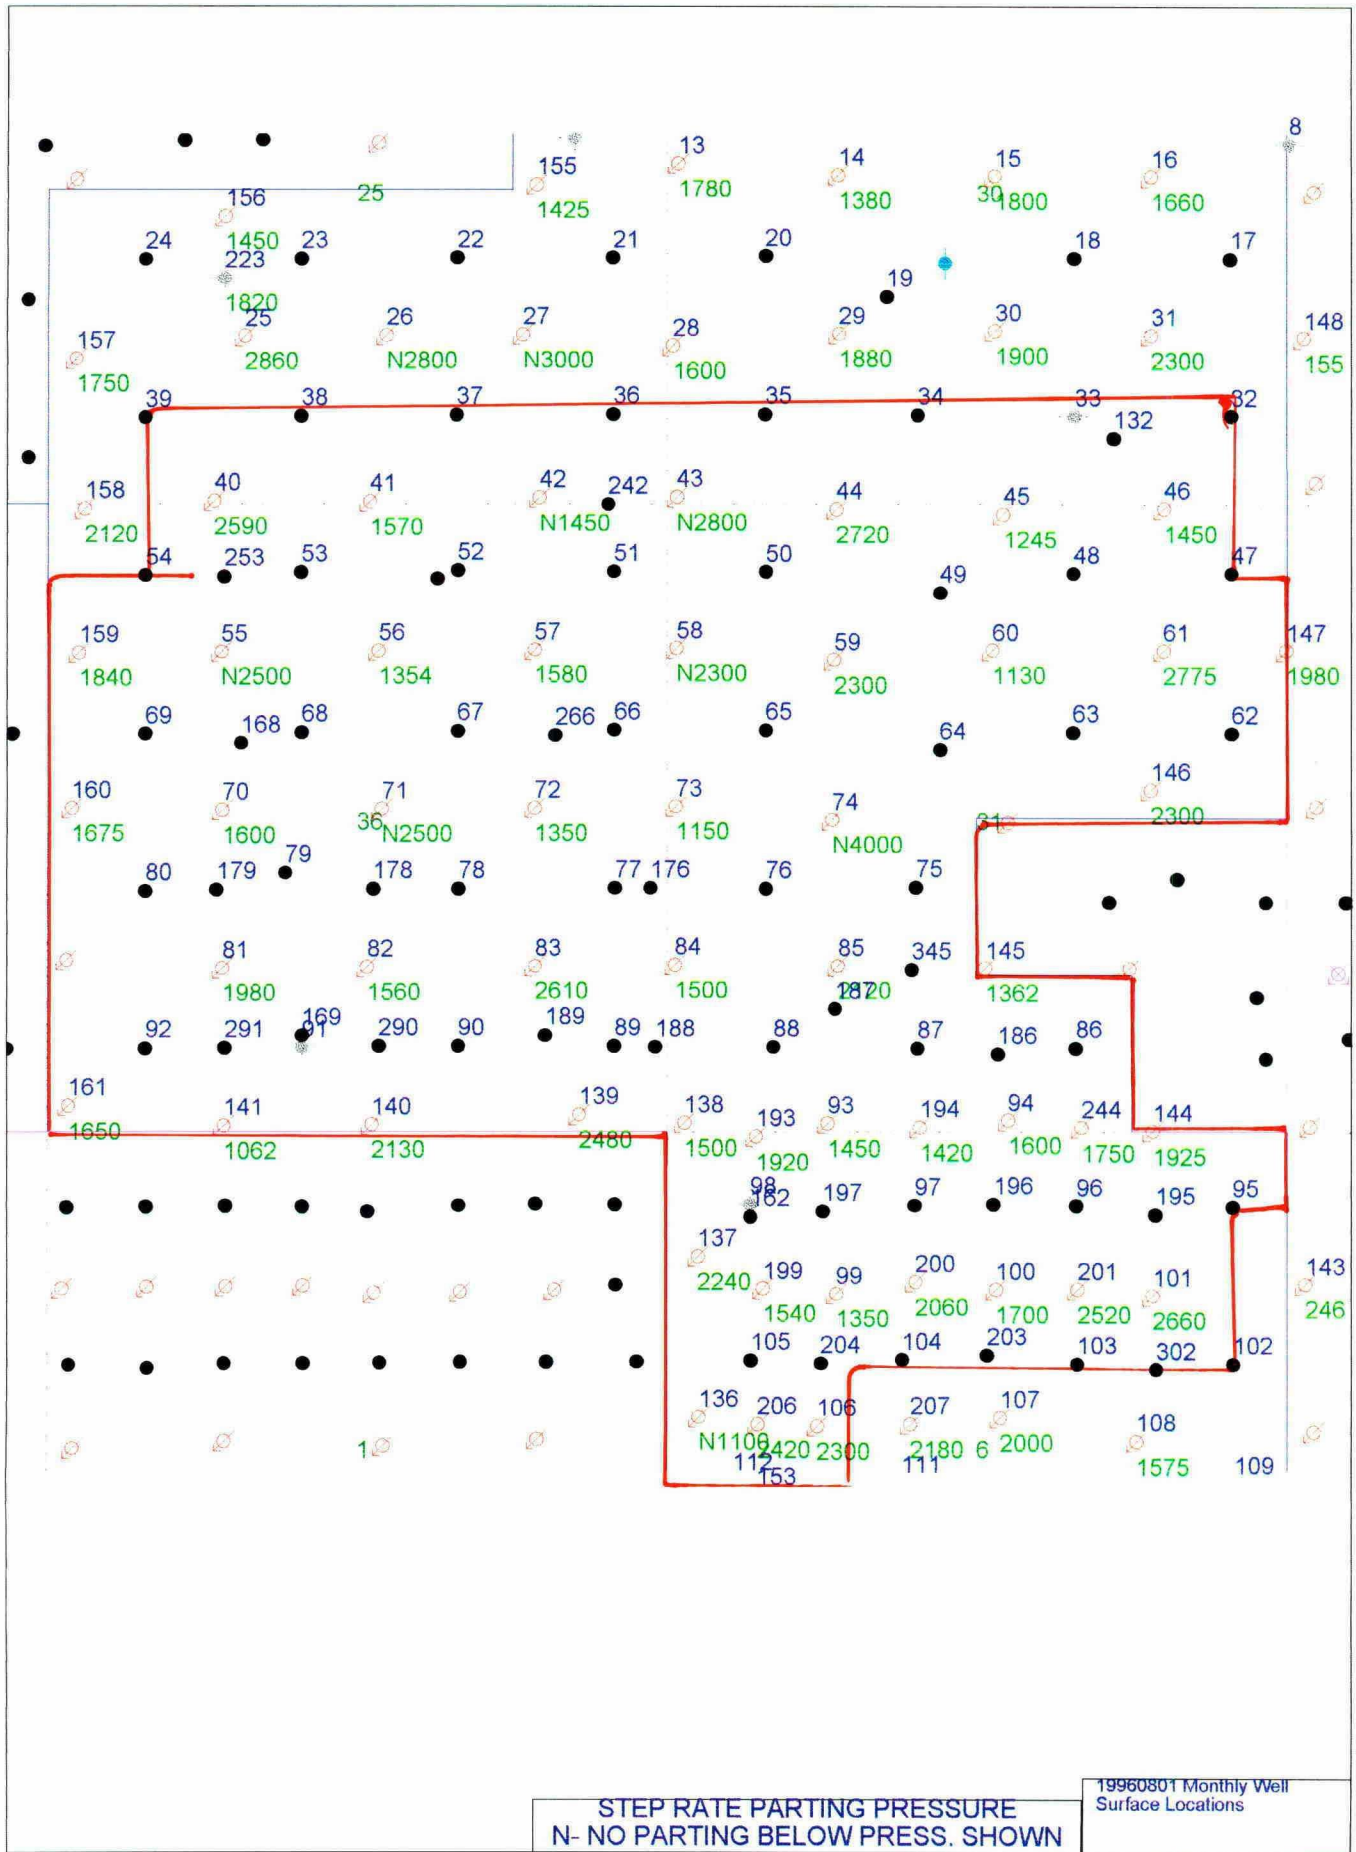 8
13 14 15 16
155
1780 1380 30 1800 1660
25 1425
156
1450
24 23 22 21 20 18 17
223
19
1820
157 25 26 27 28 29 30 31 148
1750 2860 N2800 N3000 1600 1880 1900 2300 155
39 38 37 36 35 34 33 32
132
158 40 41 42 242 43 44 45 46
2120 2590 1570 N1450 N2800 2720 1245 1450
54 253 53 52 51 50 49 48 47
159 55 56 57 58 59 60 61 147
1840 N2500 1354 1580 N2300 2300 1130 2775 1980
69 168 68 67 266 66 65 64 63 62
146
160 70 71 72 73 74
1675 1600 36 N2500 1350 1150 N4000 31 2300
80 179 79 178 78 77 176 76 75
81 82 83 84 85 345 145
1980 1560 2610 1500 1362
187
92 291 169 91 290 90 189 89 188 88 87 186 86
161 141 140 139 138 193 93 194 94 244 144
1650 1062 2130 2480 1500 1920 1450 1420 1600 1750 1925
98
162 197 97 196 96 195 95
137 199 99 200 100 201 101 143
2240 1540 1350 2060 1700 2520 2660 246
105 204 104 203 103 302 102
136 206 106 207 107 108
N1100 2420 2300 2180 6 2000 1575
1
112 153 111 109
19960801 Monthly Well
Surface Locations
STEP RATE PARTING PRESSURE
N- NO PARTING BELOW PRESS. SHOWN